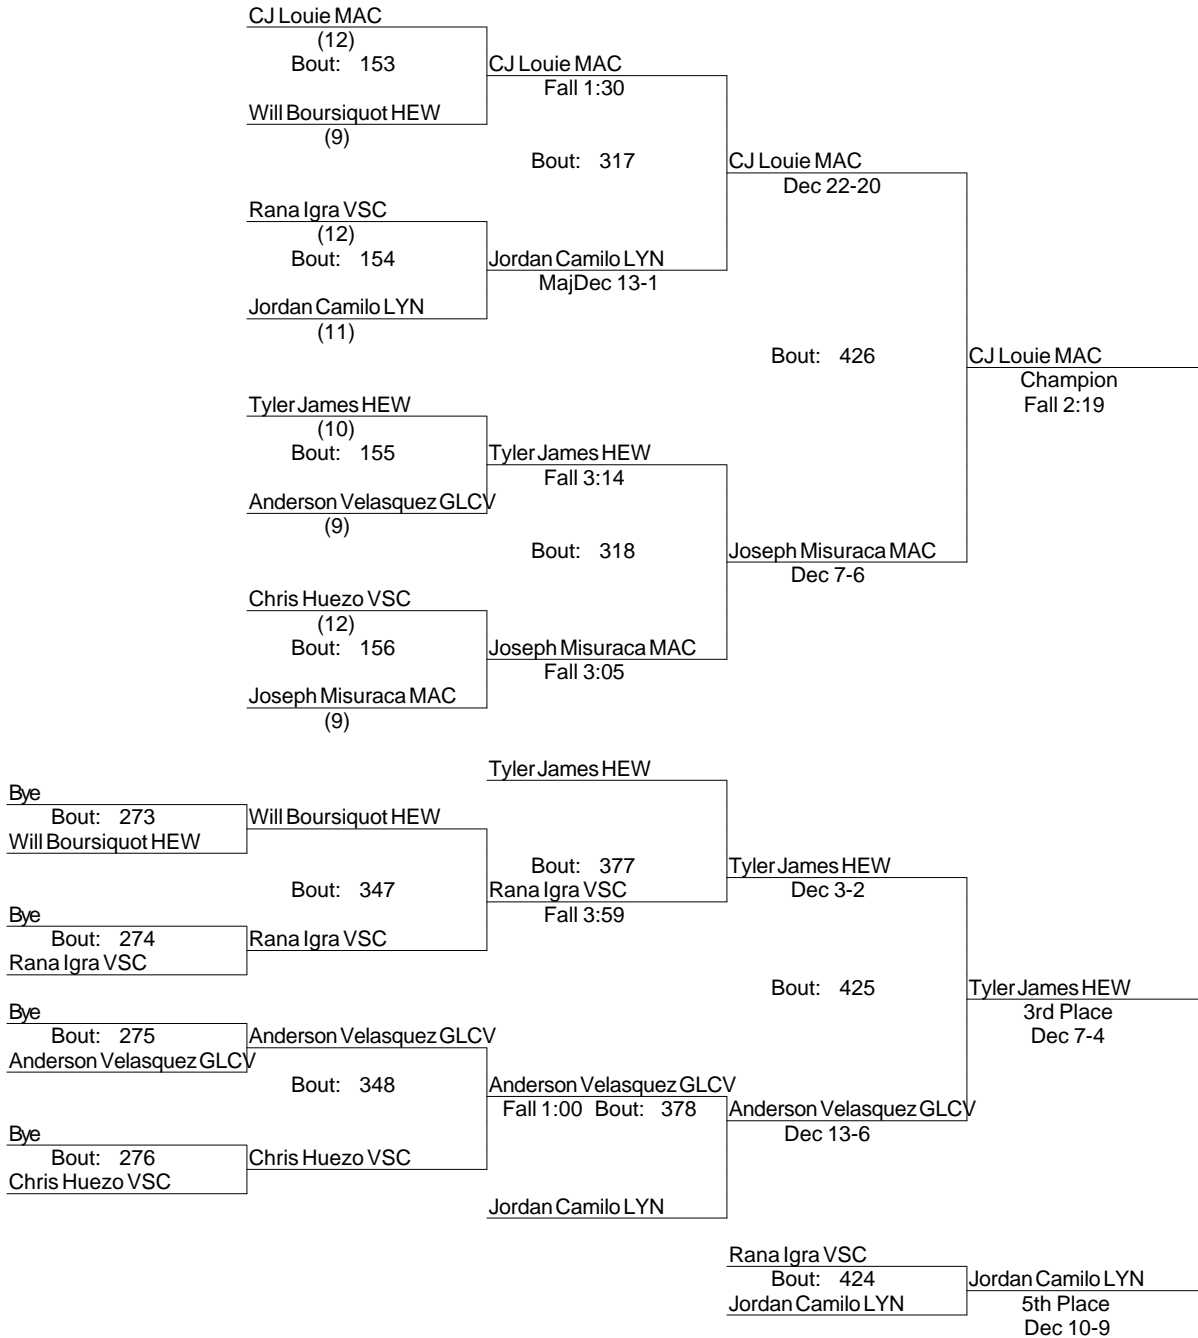 CJ Louie MAC
(12)
Bout: 153
CJ Louie MAC
Fall 1:30
Will Boursiquot HEW
(9)
Bout: 317
CJ Louie MAC
Dec 22-20
Rana Igra VSC
(12)
Bout: 154
Jordan Camilo LYN
MajDec 13-1
Jordan Camilo LYN
(11)
Bout: 426
CJ Louie MAC
Champion
Fall 2:19
Tyler James HEW
(10)
Bout: 155
Tyler James HEW
Fall 3:14
Anderson Velasquez GLCV
(9)
Bout: 318
Joseph Misuraca MAC
Dec 7-6
Chris Huezo VSC
(12)
Bout: 156
Joseph Misuraca MAC
Fall 3:05
Joseph Misuraca MAC
(9)
Tyler James HEW
Bye
Bout: 273
Will Boursiquot HEW
Will Boursiquot HEW
Bout: 377
Tyler James HEW
Dec 3-2
Bout: 347
Rana Igra VSC
Fall 3:59
Bye
Bout: 274
Rana Igra VSC
Rana Igra VSC
Bout: 425
Tyler James HEW
3rd Place
Dec 7-4
Bye
Bout: 275
Anderson Velasquez GLCV
Anderson Velasquez GLCV
Bout: 348
Anderson Velasquez GLCV
Fall 1:00 Bout: 378
Anderson Velasquez GLCV
Dec 13-6
Bye
Bout: 276
Chris Huezo VSC
Chris Huezo VSC
Jordan Camilo LYN
Rana Igra VSC
Bout: 424
Jordan Camilo LYN
Jordan Camilo LYN
5th Place
Dec 10-9